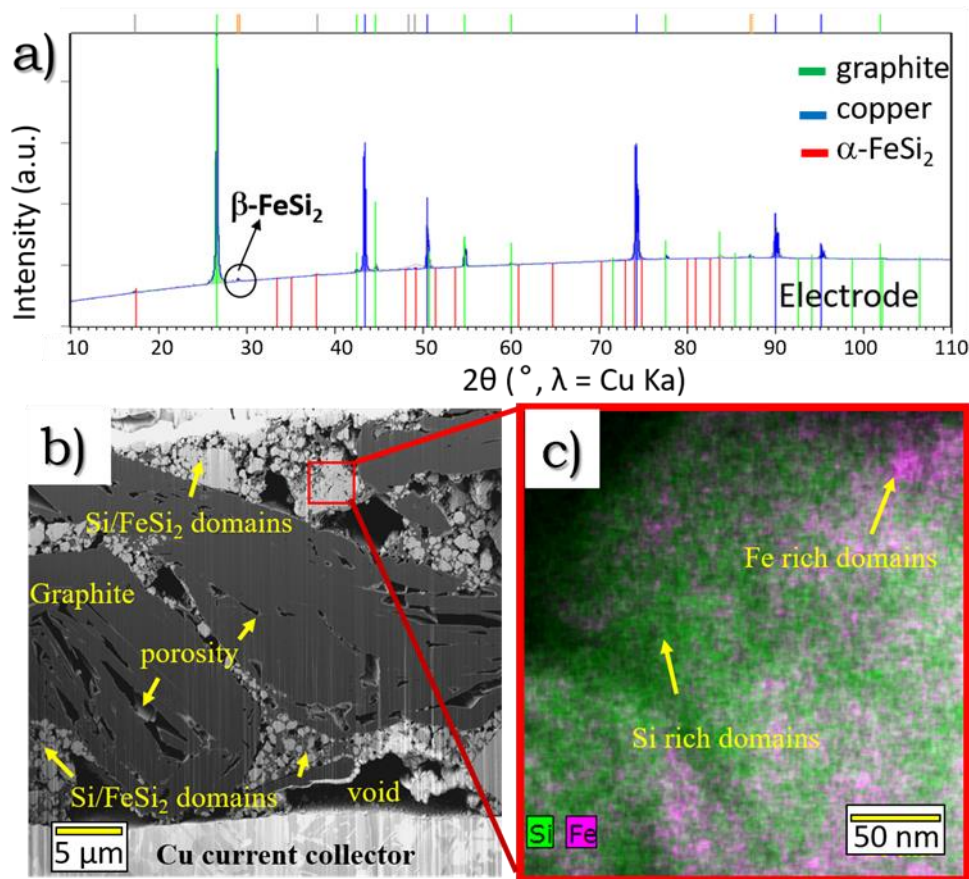 a)
Intensity (a.u.)
graphite
copper
α-FeSi₂
β-FeSi₂
Electrode
10 20 30 40 50 60 70 80 90 100 110
2θ (°, λ = Cu Ka)
b)
Si/FeSi₂ domains
Graphite
porosity
Si/FeSi₂ domains
void
5 µm
Cu current collector
c)
Fe rich domains
Si rich domains
Si Fe
50 nm